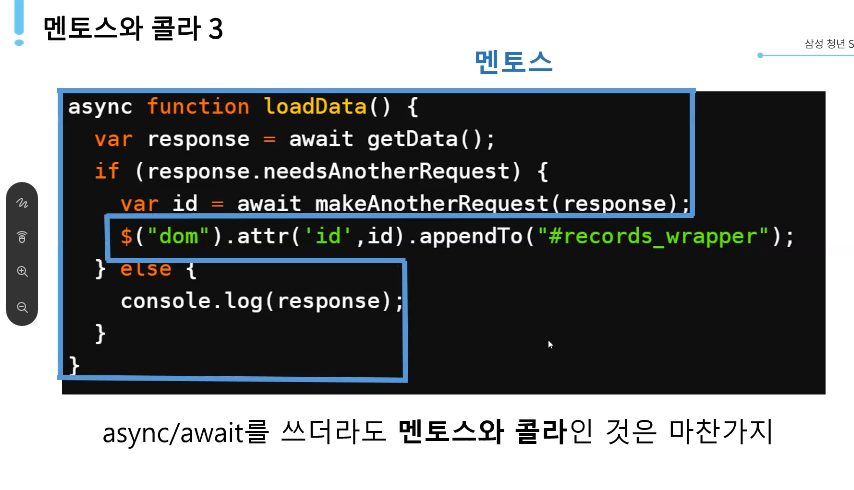 멘토스와 콜라 3
삼성 청년 S
멘토스
async function loadData() {
var response = await getData();
if (response.needsAnotherRequest) {
var id = await makeAnotherRequest(response);
$("dom").attr('id',id).appendTo("#records_wrapper");
} else {
console.log(response);
}
}
async/await를 쓰더라도 멘토스와 콜라인 것은 마찬가지